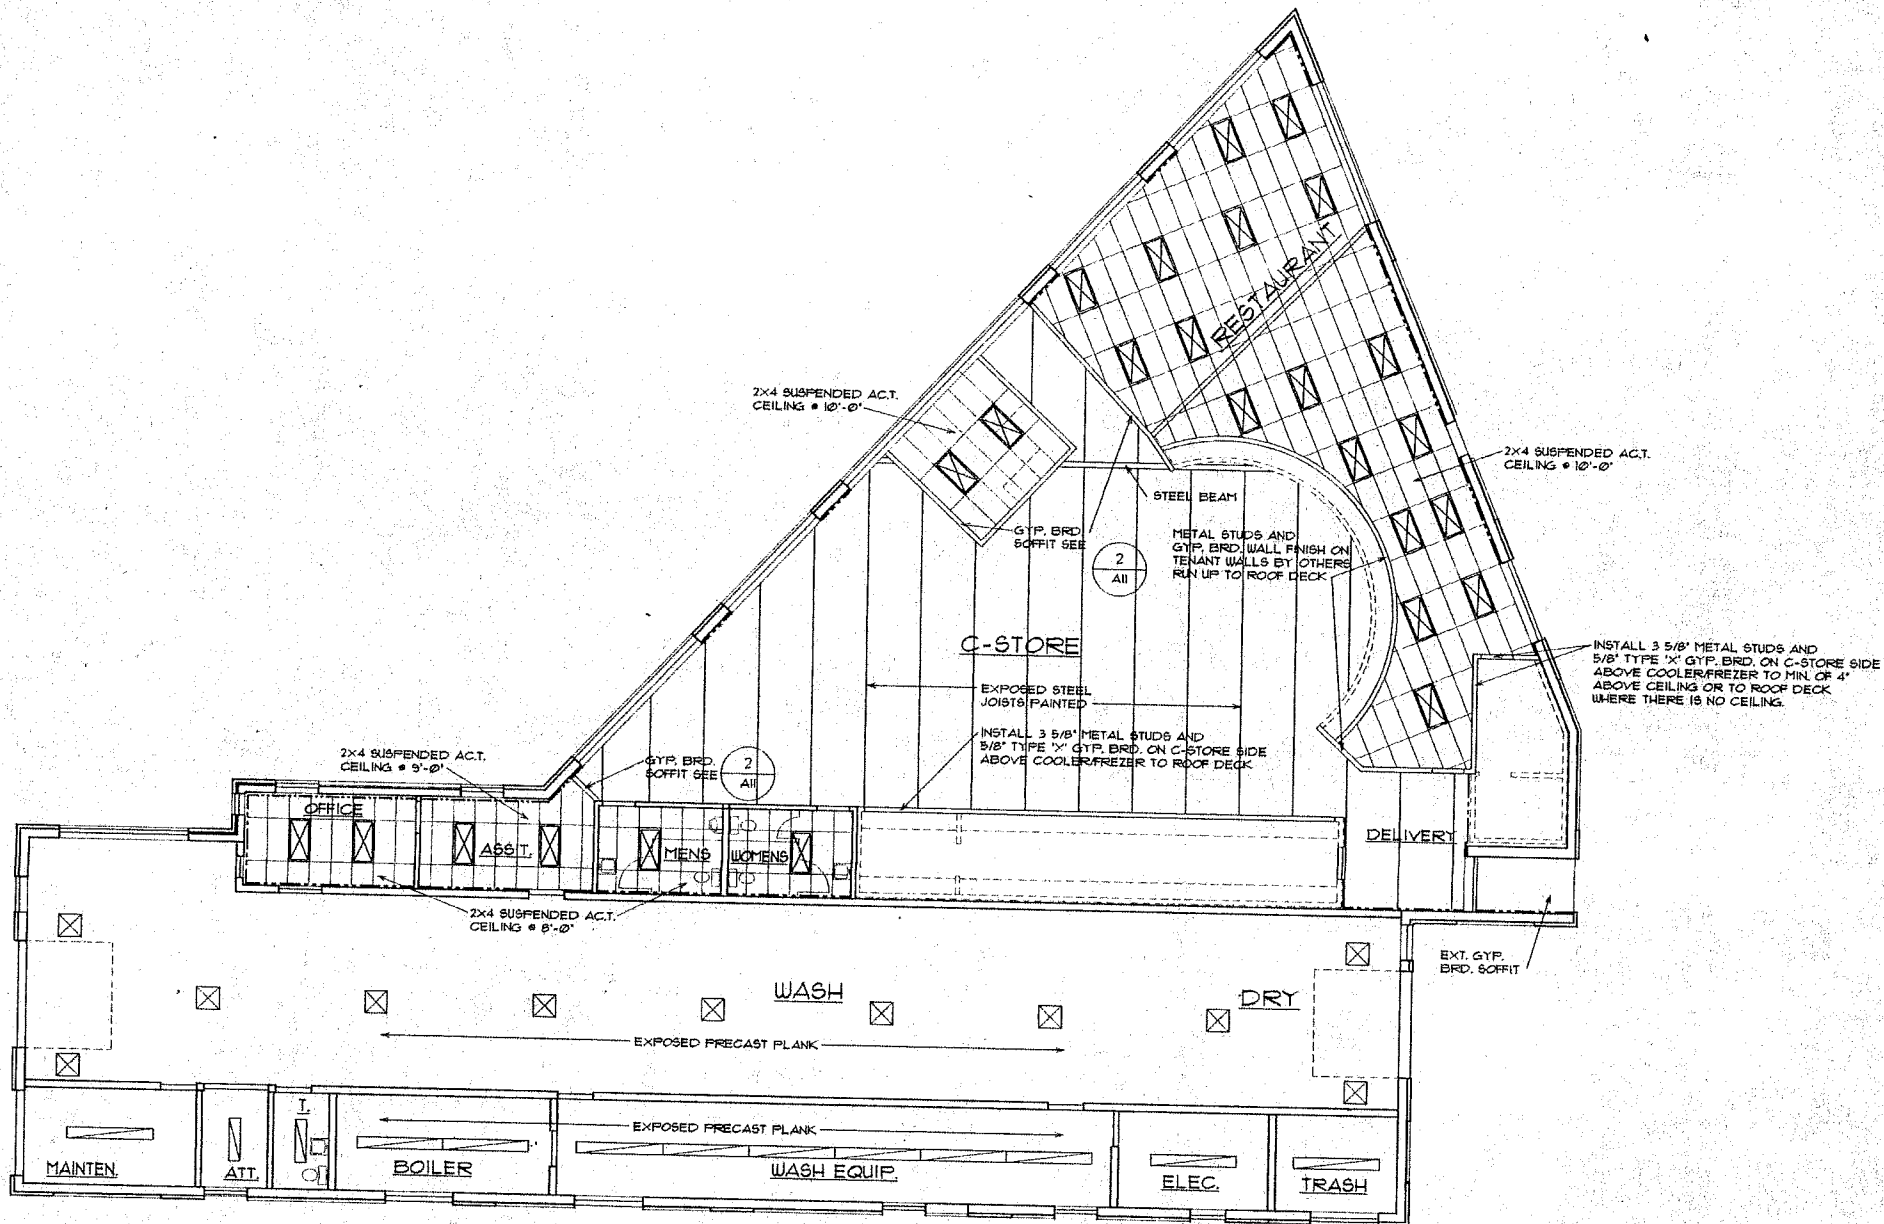 RESTAURANT
2X4 SUSPENDED A.C.T.
CEILING @ 10'-0"
2X4 SUSPENDED A.C.T.
CEILING @ 10'-0"
STEEL BEAM
GYP. BRD.
SOFFIT SEE
2
A11
METAL STUDS AND
GYP. BRD. WALL FINISH ON
TENANT WALLS BY OTHERS
RUN UP TO ROOF DECK
C-STORE
INSTALL 3 5/8" METAL STUDS AND
5/8" TYPE 'X' GYP. BRD. ON C-STORE SIDE
ABOVE COOLER/FREZER TO MIN. OF 4"
ABOVE CEILING OR TO ROOF DECK
WHERE THERE IS NO CEILING.
EXPOSED STEEL
JOISTS PAINTED
INSTALL 3 5/8" METAL STUDS AND
5/8" TYPE 'X' GYP. BRD. ON C-STORE SIDE
ABOVE COOLER/FREZER TO ROOF DECK
2X4 SUSPENDED A.C.T.
CEILING @ 9'-0"
GYP. BRD.
SOFFIT SEE
2
A11
OFFICE
ASS'T.
MENS
WOMENS
DELIVERY
2X4 SUSPENDED A.C.T.
CEILING @ 8'-0"
EXT. GYP.
BRD. SOFFIT
WASH
DRY
EXPOSED PRECAST PLANK
EXPOSED PRECAST PLANK
MAINTEN.
ATT.
T.
BOILER
WASH EQUIP.
ELEC.
TRASH